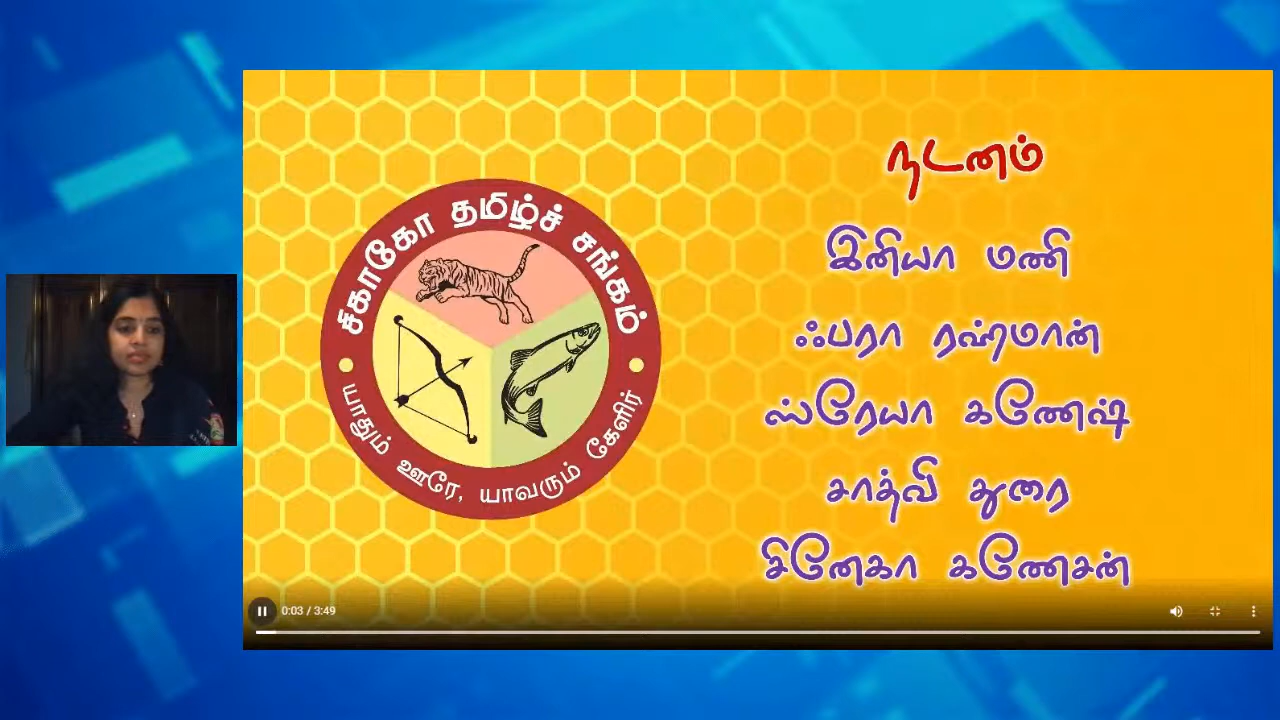 சிகாகோ தமிழ்ச் சங்கம்
யாதும் ஊரே, யாவரும் கேளிர்
நடனம்
இனியா மணி
ஃபரா ரஹ்மான்
ஸ்ரேயா கணேஷ்
சாத்வி துரை
சினேகா கணேசன்
0:03 / 3:49